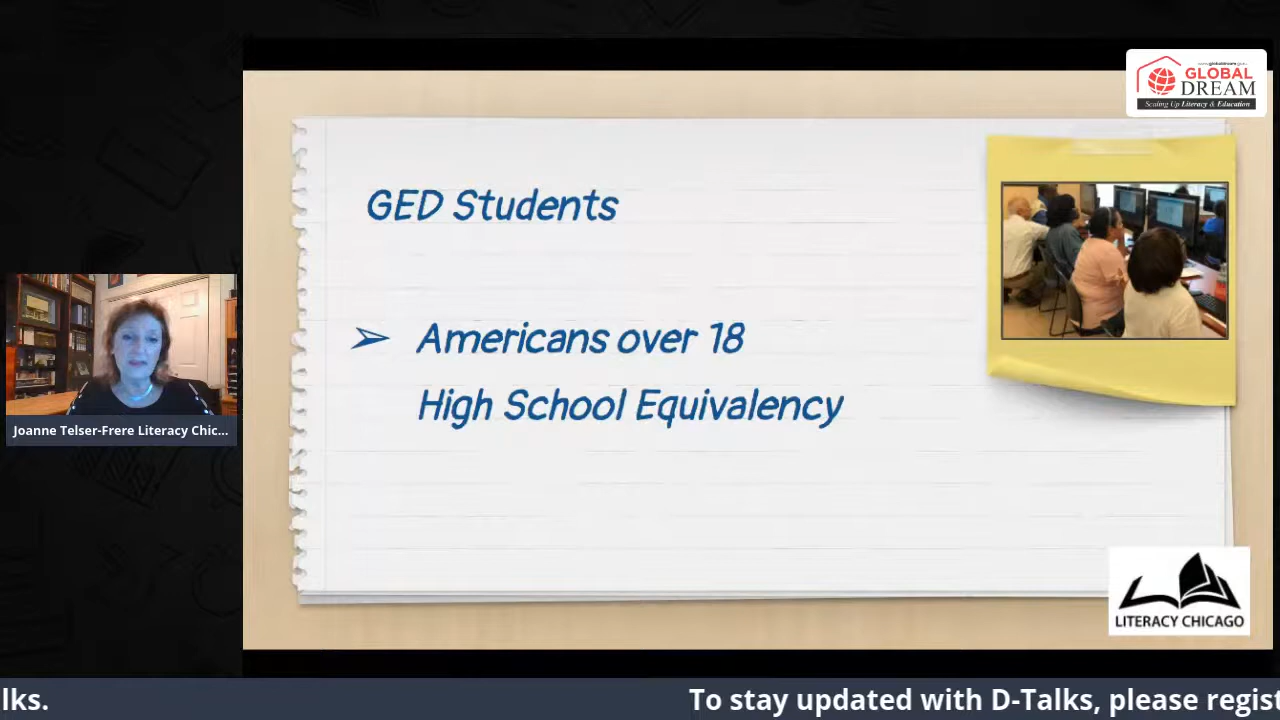 GLOBAL
DREAM
Scaling Up Literacy & Education
GED Students
➢ Americans over 18
High School Equivalency
Joanne Telser-Frere Literacy Chic...
LITERACY CHICAGO
lks.
To stay updated with D-Talks, please regist